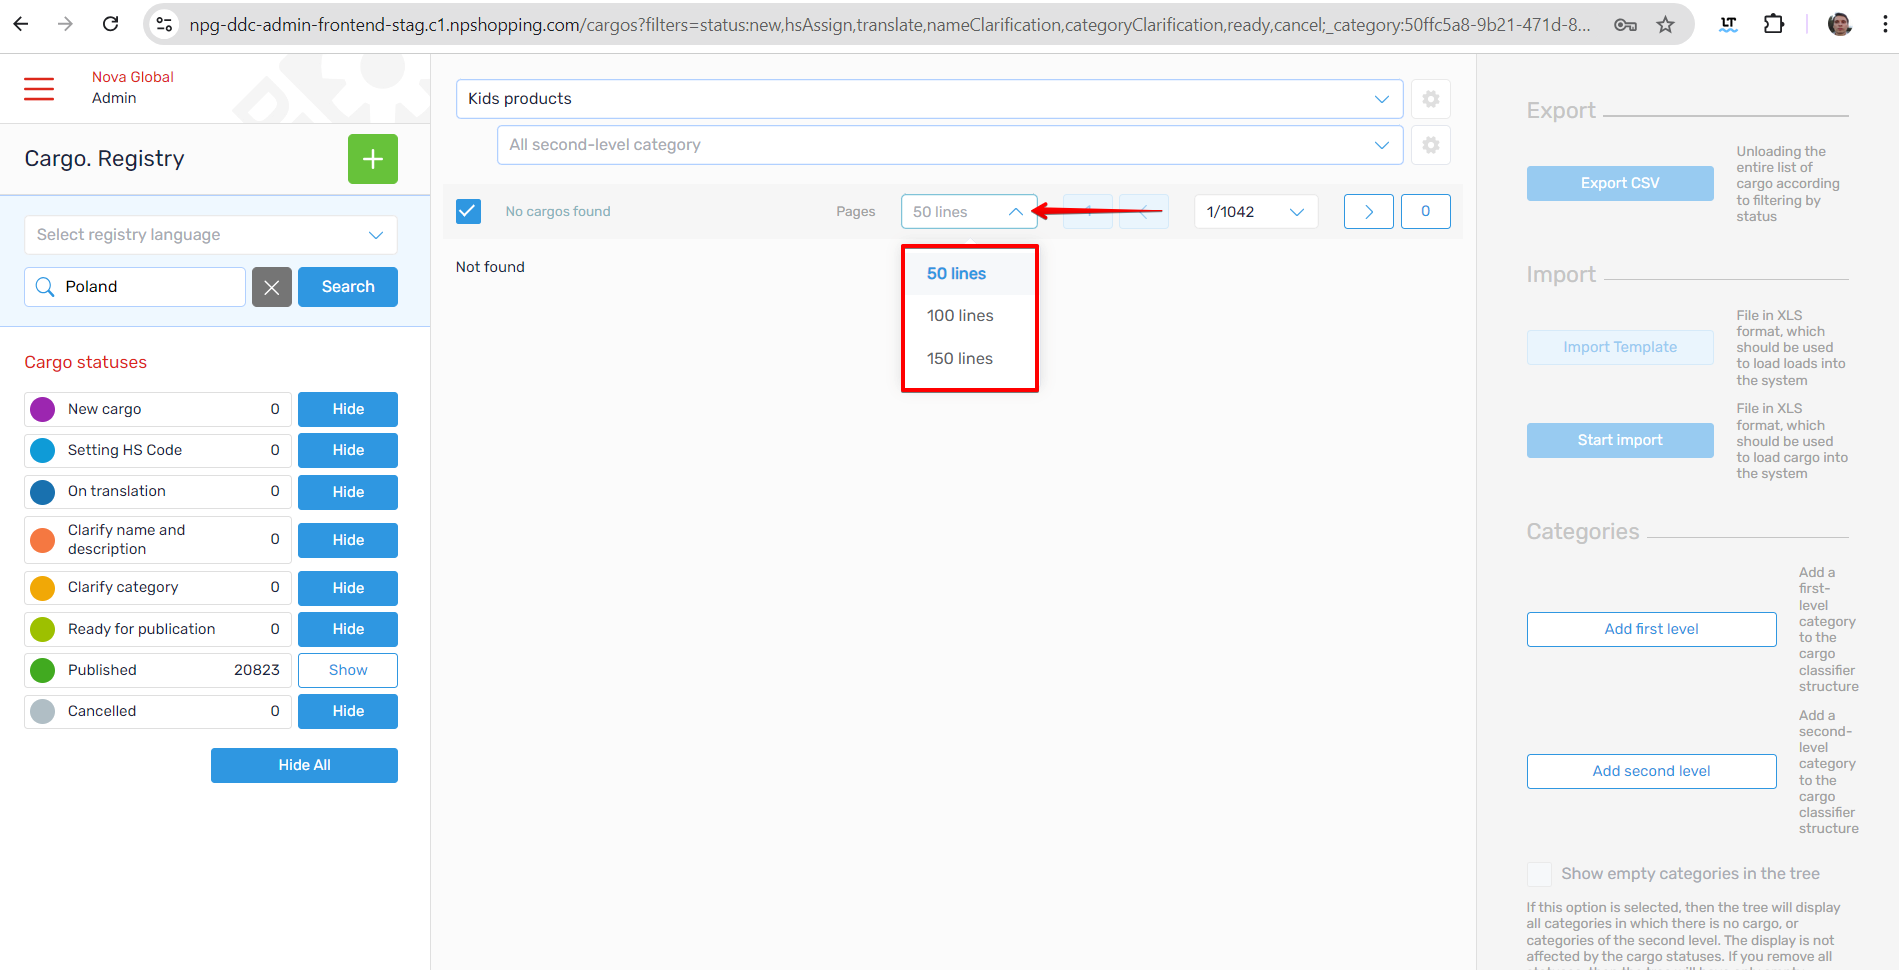 npg-ddc-admin-frontend-stag.c1.npshopping.com/cargos?filters=status:new,hsAssign,translate,nameClarification,categoryClarification,ready,cancel;_category:50ffc5a8-9b21-471d-8...
Nova Global
Admin
Cargo. Registry
Select registry language
Poland
Search
Cargo statuses
New cargo 0 Hide
Setting HS Code 0 Hide
On translation 0 Hide
Clarify name and
description 0 Hide
Clarify category 0 Hide
Ready for publication 0 Hide
Published 20823 Show
Cancelled 0 Hide
Hide All
Kids products
All second-level category
No cargos found Pages 50 lines 1/1042 0
50 lines
100 lines
150 lines
Not found
Export
Export CSV
Unloading the
entire list of
cargo according
to filtering by
status
Import
Import Template
File in XLS
format, which
should be used
to load loads into
the system
Start import
File in XLS
format, which
should be used
to load cargo into
the system
Categories
Add first level
Add a
first-
level
category
to the
cargo
classifier
structure
Add second level
Add a
second-
level
category
to the
cargo
classifier
structure
Show empty categories in the tree
If this option is selected, then the tree will display
all categories in which there is no cargo, or
categories of the second level. The display is not
affected by the cargo statuses. If you remove all